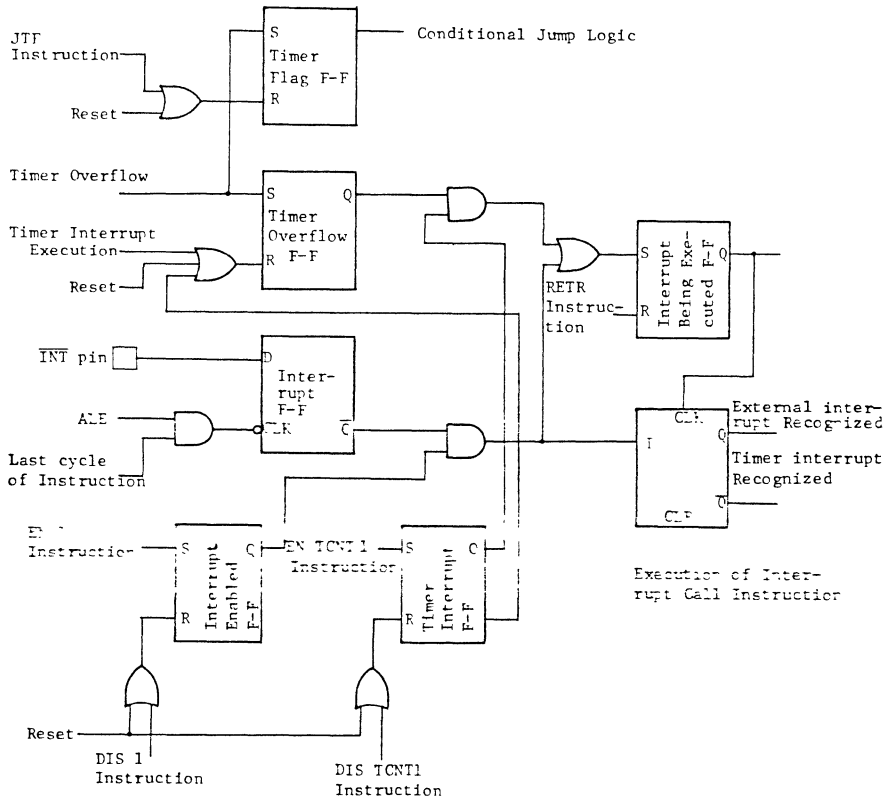 JTF
Instruction
Reset
S
Timer
Flag F-F
R
Conditional Jump Logic
Timer Overflow
Timer Interrupt
Execution
Reset
S
Q
Timer
Overflow
F-F
R
RETR
Instruc-
tion
S
Q
R
Interrupt
Being Exe-
cuted F-F
INT pin
D
Inter-
rupt
F-F
CLK
Q
ALE
Last cycle
of Instruction
CLK
I
Q
Q
External inter-
rupt Recognized
Timer interrupt
Recognized
Instruction
S
Q
R
Interrupt
Enabled
F-F
EN TCNT1
Instruction
S
Q
R
Timer
Interrupt
F-F
Execution of Inter-
rupt Call Instruction
Reset
DIS 1
Instruction
DIS TCNT1
Instruction